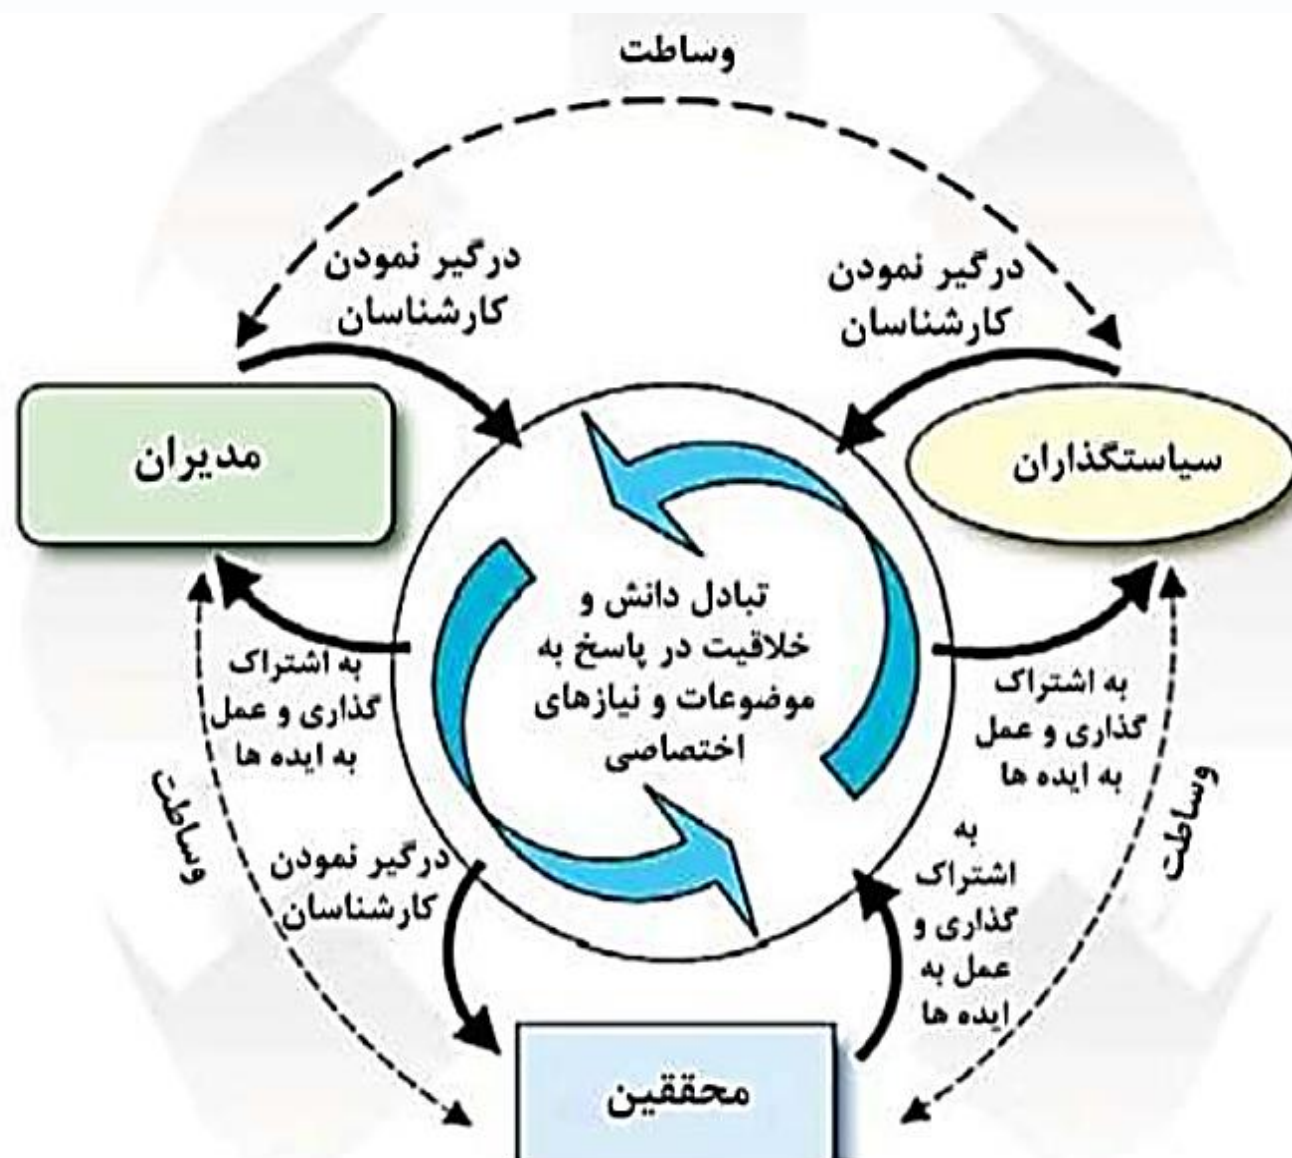 وساطت
درگیر نمودن
کارشناسان
درگیر نمودن
کارشناسان
سیاستگذاران
مدیران
تبادل دانش و
خلاقیت در پاسخ به
موضوعات و نیازهای
اختصاصی
به اشتراک
گذاری و عمل
به ایده ها
به اشتراک
گذاری و عمل
به ایده ها
وساطت
وساطت
به
اشتراک
گذاری و
عمل به
ایده ها
درگیر نمودن
کارشناسان
محققین